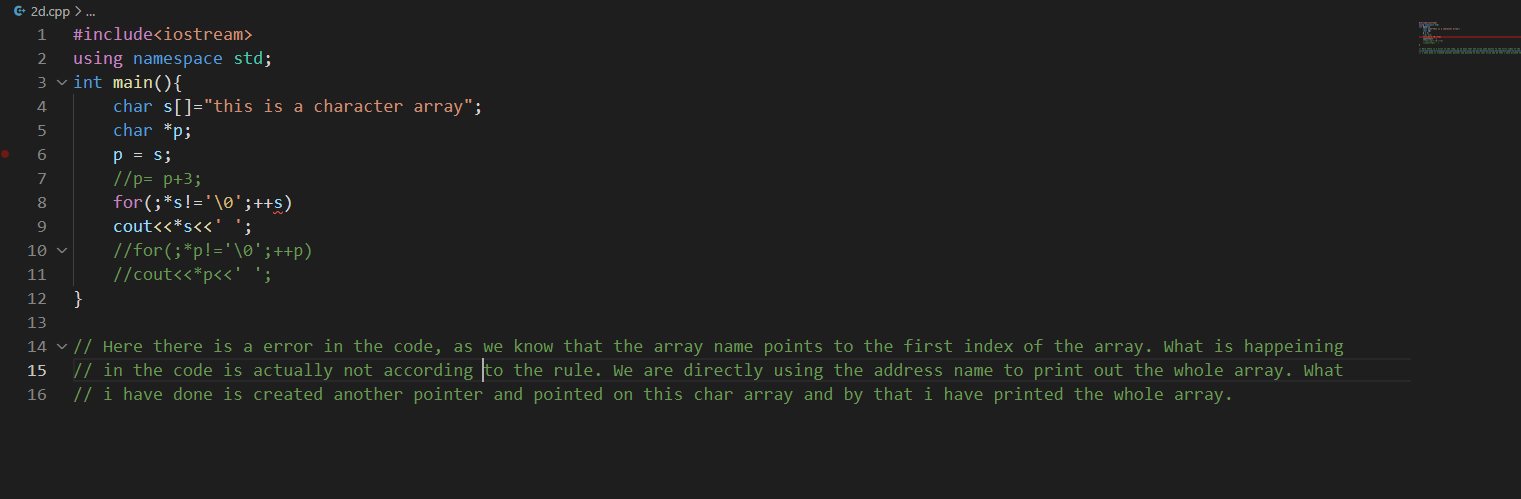 2d.cpp > ...
1 #include<iostream>
2 using namespace std;
3 int main(){
4 char s[]="this is a character array";
5 char *p;
6 p = s;
7 //p= p+3;
8 for(;*s!='\0';++s)
9 cout<<*s<<' ';
10 //for(;*p!='\0';++p)
11 //cout<<*p<<' ';
12 }
13
14 // Here there is a error in the code, as we know that the array name points to the first index of the array. What is happeining
15 // in the code is actually not according to the rule. We are directly using the address name to print out the whole array. What
16 // i have done is created another pointer and pointed on this char array and by that i have printed the whole array.